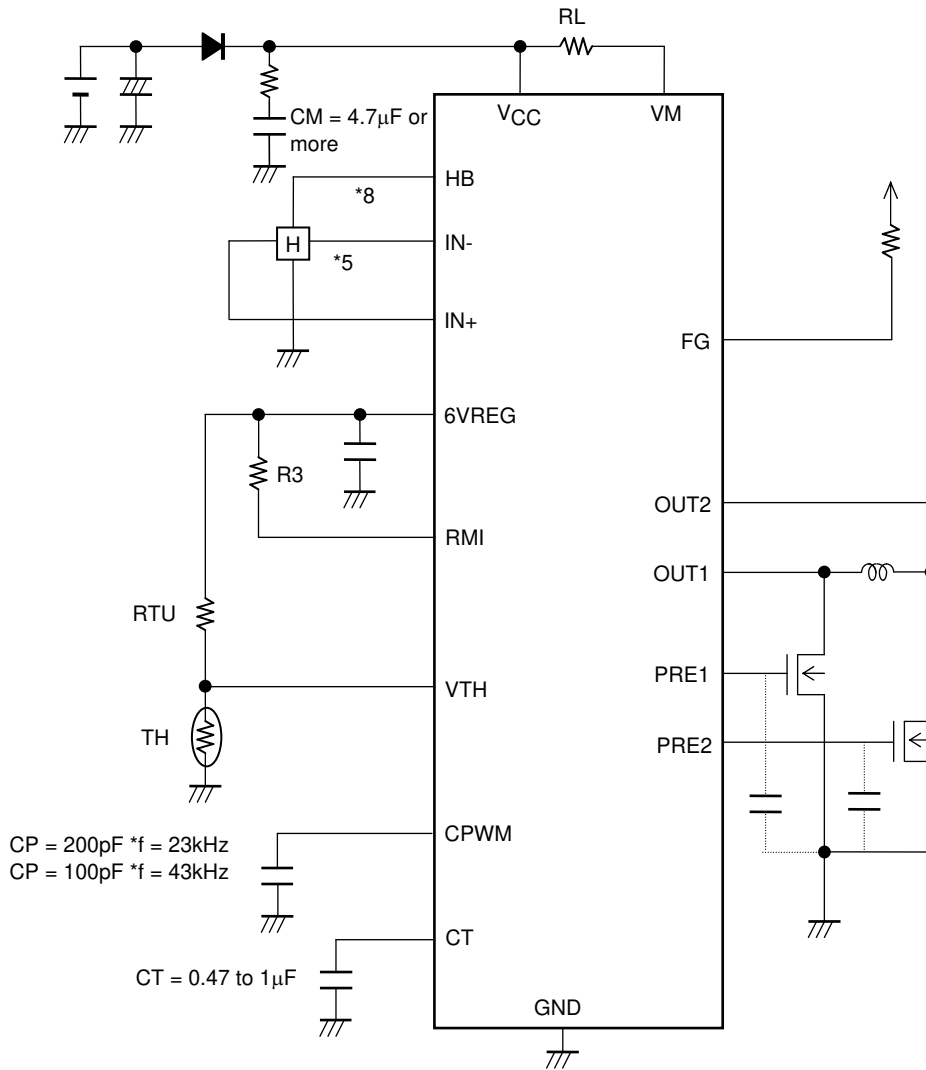 RL
VCC
VM
CM = 4.7μF or
more
HB
*8
H
IN-
*5
IN+
FG
6VREG
R3
OUT2
RMI
OUT1
RTU
PRE1
VTH
TH
PRE2
CPWM
CP = 200pF *f = 23kHz
CP = 100pF *f = 43kHz
CT
CT = 0.47 to 1μF
GND